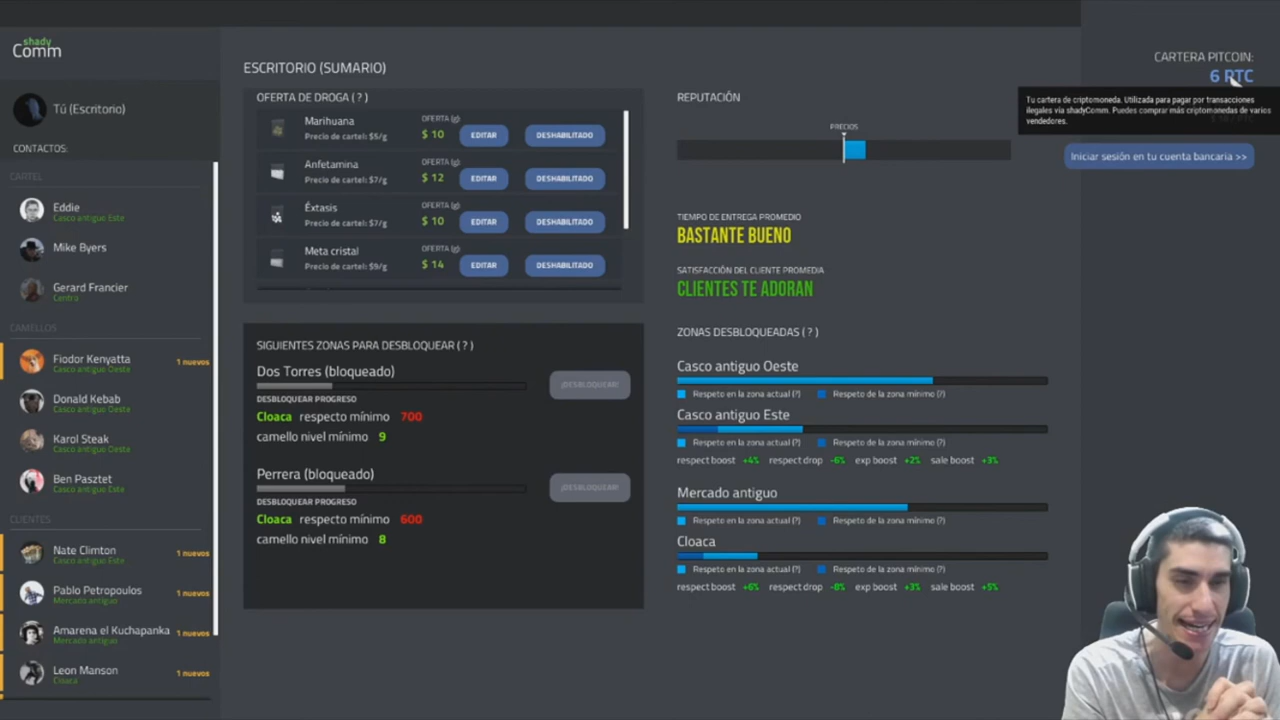 shady
Comm
Tú (Escritorio)
CONTACTOS:
CARTEL
Eddie
Casco antiguo Este
Mike Byers
Gerard Francier
Centra
CAMELLOS
Fiodor Kenyatta
Casco antiguo Oeste
1 nuevos
Donald Kebab
Casco antiguo Oeste
Karol Steak
Casco antiguo Oeste
Ben Pasztet
Casco antiguo Este
CLIENTES
Nate Climton
Casco antiguo Este
1 nuevos
Pablo Petropoulos
Mercado antiguo
1 nuevos
Amarena el Kuchapanka
Mercado antiguo
1 nuevos
Leon Manson
Cloaca
1 nuevos
ESCRITORIO (SUMARIO)
OFERTA DE DROGA ( ? )
Marihuana
Precio de cartel: $5/g
OFERTA (g)
$ 10
EDITAR
DESHABILITADO
Anfetamina
Precio de cartel: $7/g
OFERTA (g)
$ 12
EDITAR
DESHABILITADO
Éxtasis
Precio de cartel: $7/g
OFERTA (g)
$ 10
EDITAR
DESHABILITADO
Meta cristal
Precio de cartel: $9/g
OFERTA (g)
$ 14
EDITAR
DESHABILITADO
SIGUIENTES ZONAS PARA DESBLOQUEAR ( ? )
Dos Torres (bloqueado)
¡DESBLOQUEAR!
DESBLOQUEAR PROGRESO
Cloaca respecto mínimo 700
camello nivel mínimo 9
Perrera (bloqueado)
¡DESBLOQUEAR!
DESBLOQUEAR PROGRESO
Cloaca respecto mínimo 600
camello nivel mínimo 8
REPUTACIÓN
PRECIOS
TIEMPO DE ENTREGA PROMEDIO
BASTANTE BUENO
SATISFACCIÓN DEL CLIENTE PROMEDIA
CLIENTES TE ADORAN
ZONAS DESBLOQUEADAS ( ? )
Casco antiguo Oeste
Respeto en la zona actual (?) Respeto de la zona mínimo (?)
Casco antiguo Este
Respeto en la zona actual (?) Respeto de la zona mínimo (?)
respect boost +4% respect drop -6% exp boost +2% sale boost +3%
Mercado antiguo
Respeto en la zona actual (?) Respeto de la zona mínimo (?)
Cloaca
Respeto en la zona actual (?) Respeto de la zona mínimo (?)
respect boost +6% respect drop -8% exp boost +3% sale boost +5%
CARTERA PITCOIN:
6 PTC
Tu cartera de criptomoneda. Utilizada para pagar por transacciones
ilegales vía shadyComm. Puedes comprar más criptomonedas de varios
vendedores.
Iniciar sesión en tu cuenta bancaria >>